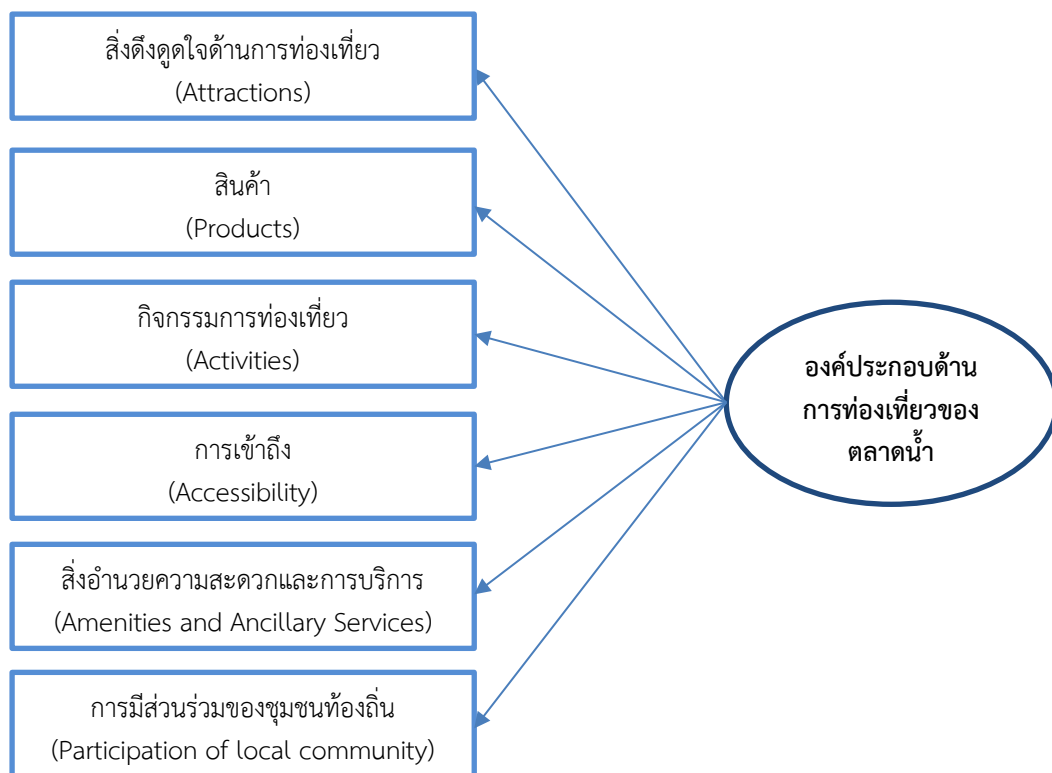 สิ่งดึงดูดใจด้านการท่องเที่ยว
(Attractions)
สินค้า
(Products)
กิจกรรมการท่องเที่ยว
(Activities)
การเข้าถึง
(Accessibility)
สิ่งอำนวยความสะดวกและการบริการ
(Amenities and Ancillary Services)
การมีส่วนร่วมของชุมชนท้องถิ่น
(Participation of local community)
องค์ประกอบด้าน
การท่องเที่ยวของ
ตลาดน้ำ